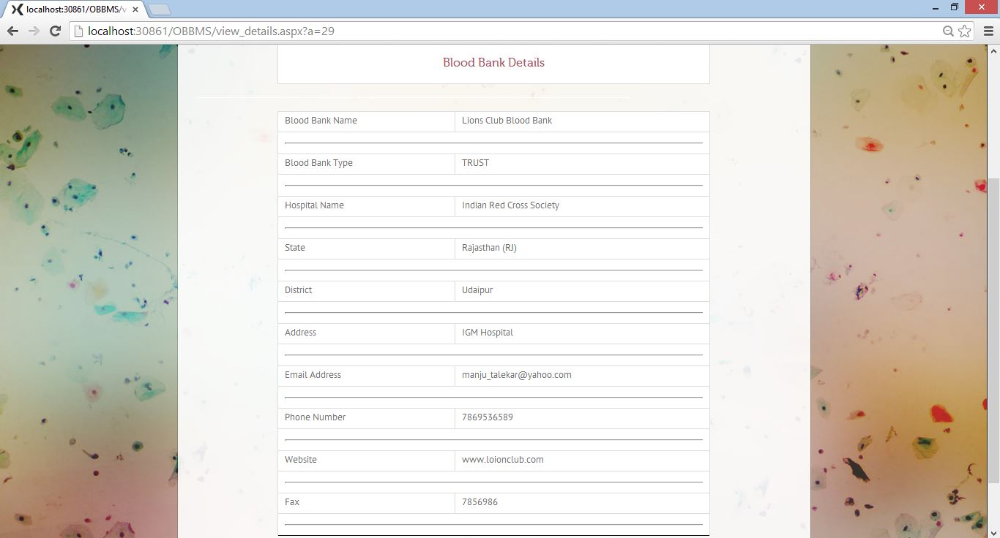 localhost:30861/OBBMS/v
localhost:30861/OBBMS/view_details.aspx?a=29
Blood Bank Details
Blood Bank Name Lions Club Blood Bank
Blood Bank Type TRUST
Hospital Name Indian Red Cross Society
State Rajasthan (RJ)
District Udaipur
Address IGM Hospital
Email Address manju_talekar@yahoo.com
Phone Number 7869536589
Website www.loionclub.com
Fax 7856986